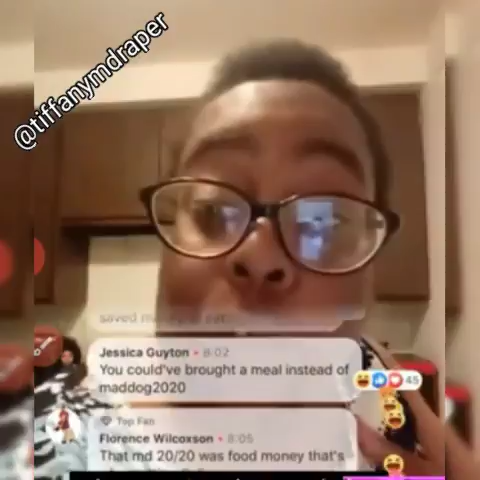 @tiffanymdraper
Jessica Guyton • 8:02
You could've brought a meal instead of
maddog2020
45
Top Fan
Florence Wilcoxson • 8:05
That md 20/20 was food money that's